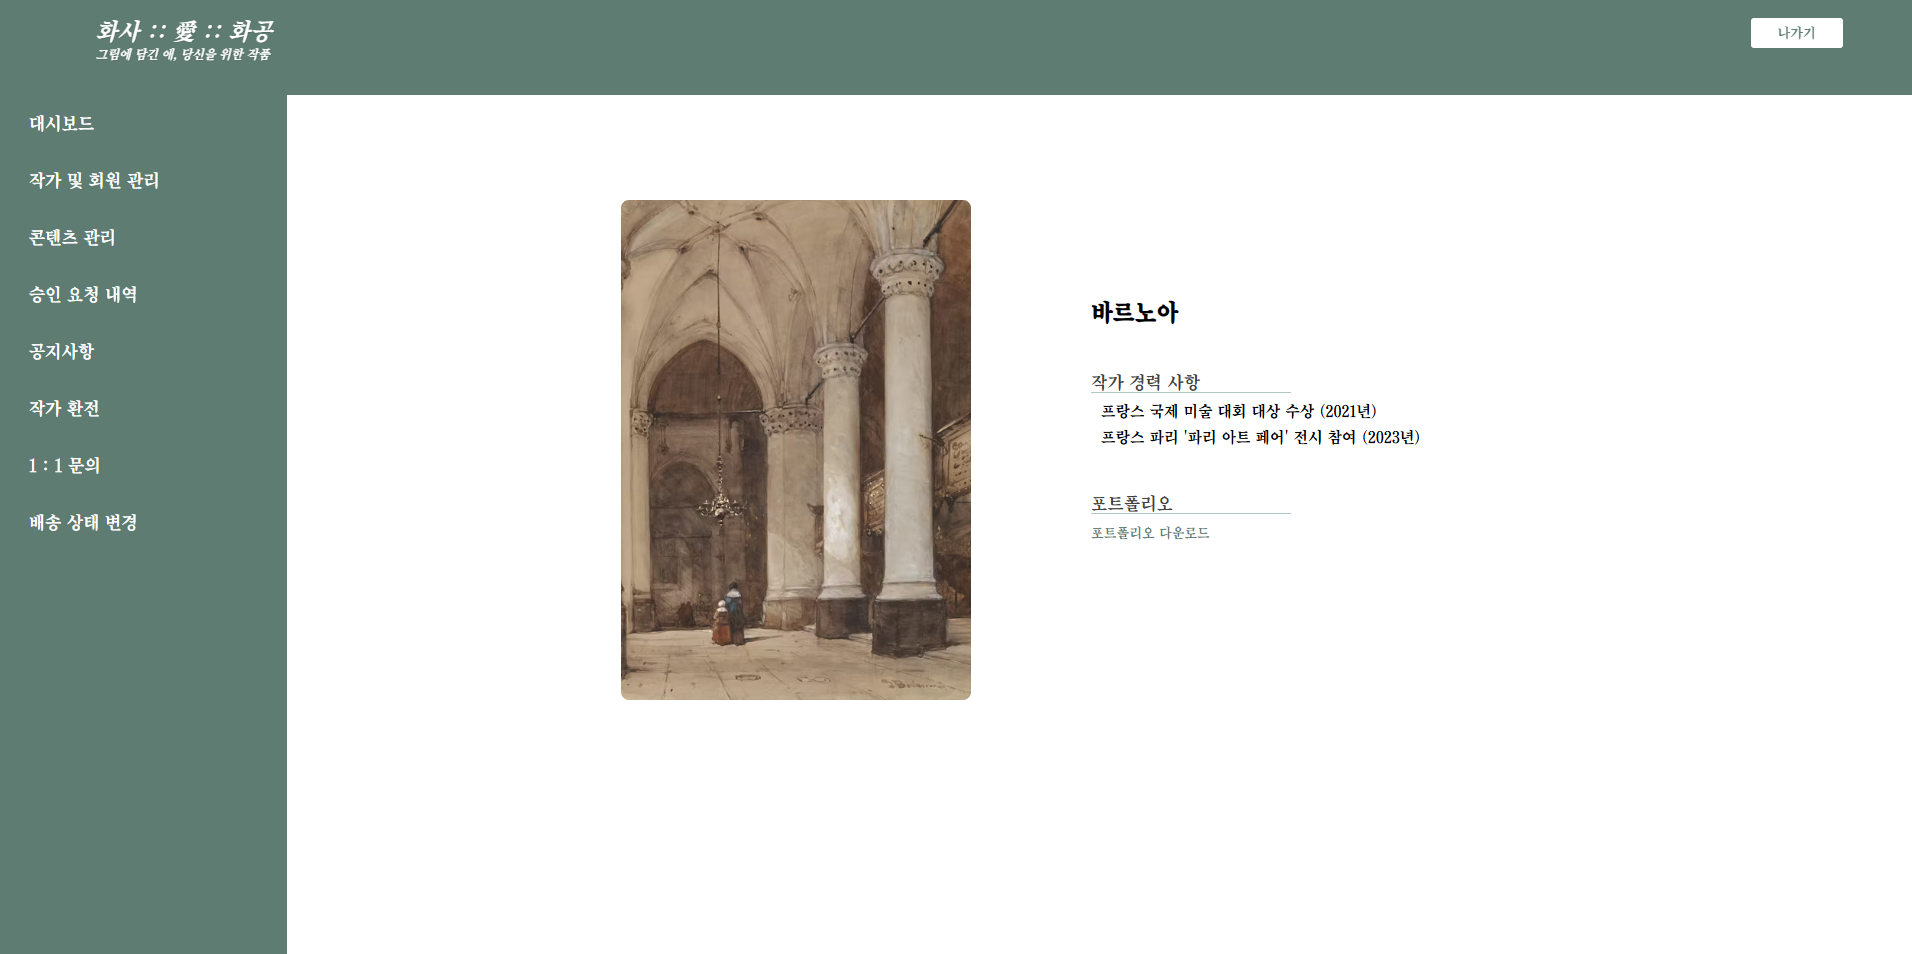 화사 :: 愛 :: 화공
그림에 담긴 애, 당신을 위한 작품
나가기
대시보드
작가 및 회원 관리
콘텐츠 관리
승인 요청 내역
공지사항
작가 환전
1 : 1 문의
배송 상태 변경
바르노아
작가 경력 사항
프랑스 국제 미술 대회 대상 수상 (2021년)
프랑스 파리 '파리 아트 페어' 전시 참여 (2023년)
포트폴리오
포트폴리오 다운로드